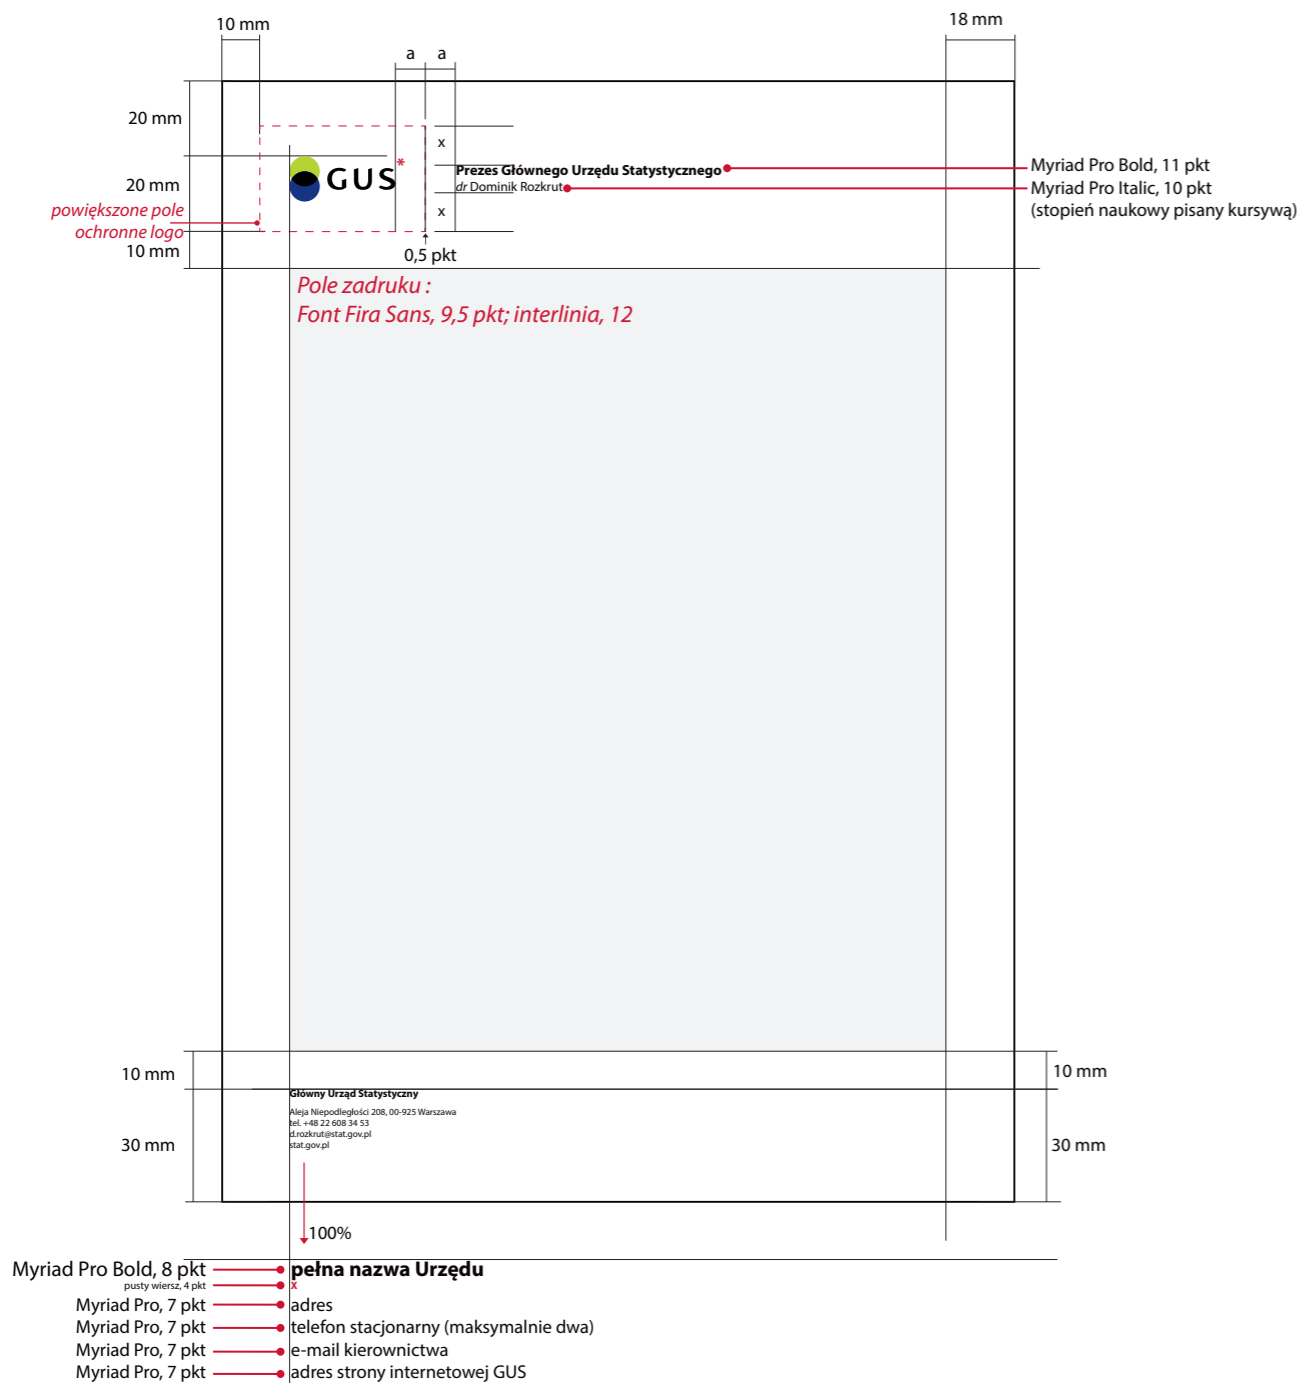 10 mm
18 mm
a a
20 mm
x
GUS*
Prezes Głównego Urzędu Statystycznego
Myriad Pro Bold, 11 pkt
20 mm
dr Dominik Rozkrut
Myriad Pro Italic, 10 pkt
(stopień naukowy pisany kursywą)
powiększone pole
ochronne logo
x
10 mm
0,5 pkt
Pole zadruku :
Font Fira Sans, 9,5 pkt; interlinia, 12
10 mm
10 mm
Główny Urząd Statystyczny
Aleja Niepodległości 208, 00-925 Warszawa
tel. +48 22 608 34 53
d.rozkrut@stat.gov.pl
stat.gov.pl
30 mm
30 mm
100%
Myriad Pro Bold, 8 pkt pełna nazwa Urzędu
pusty wiersz, 4 pkt x
Myriad Pro, 7 pkt adres
Myriad Pro, 7 pkt telefon stacjonarny (maksymalnie dwa)
Myriad Pro, 7 pkt e-mail kierownictwa
Myriad Pro, 7 pkt adres strony internetowej GUS